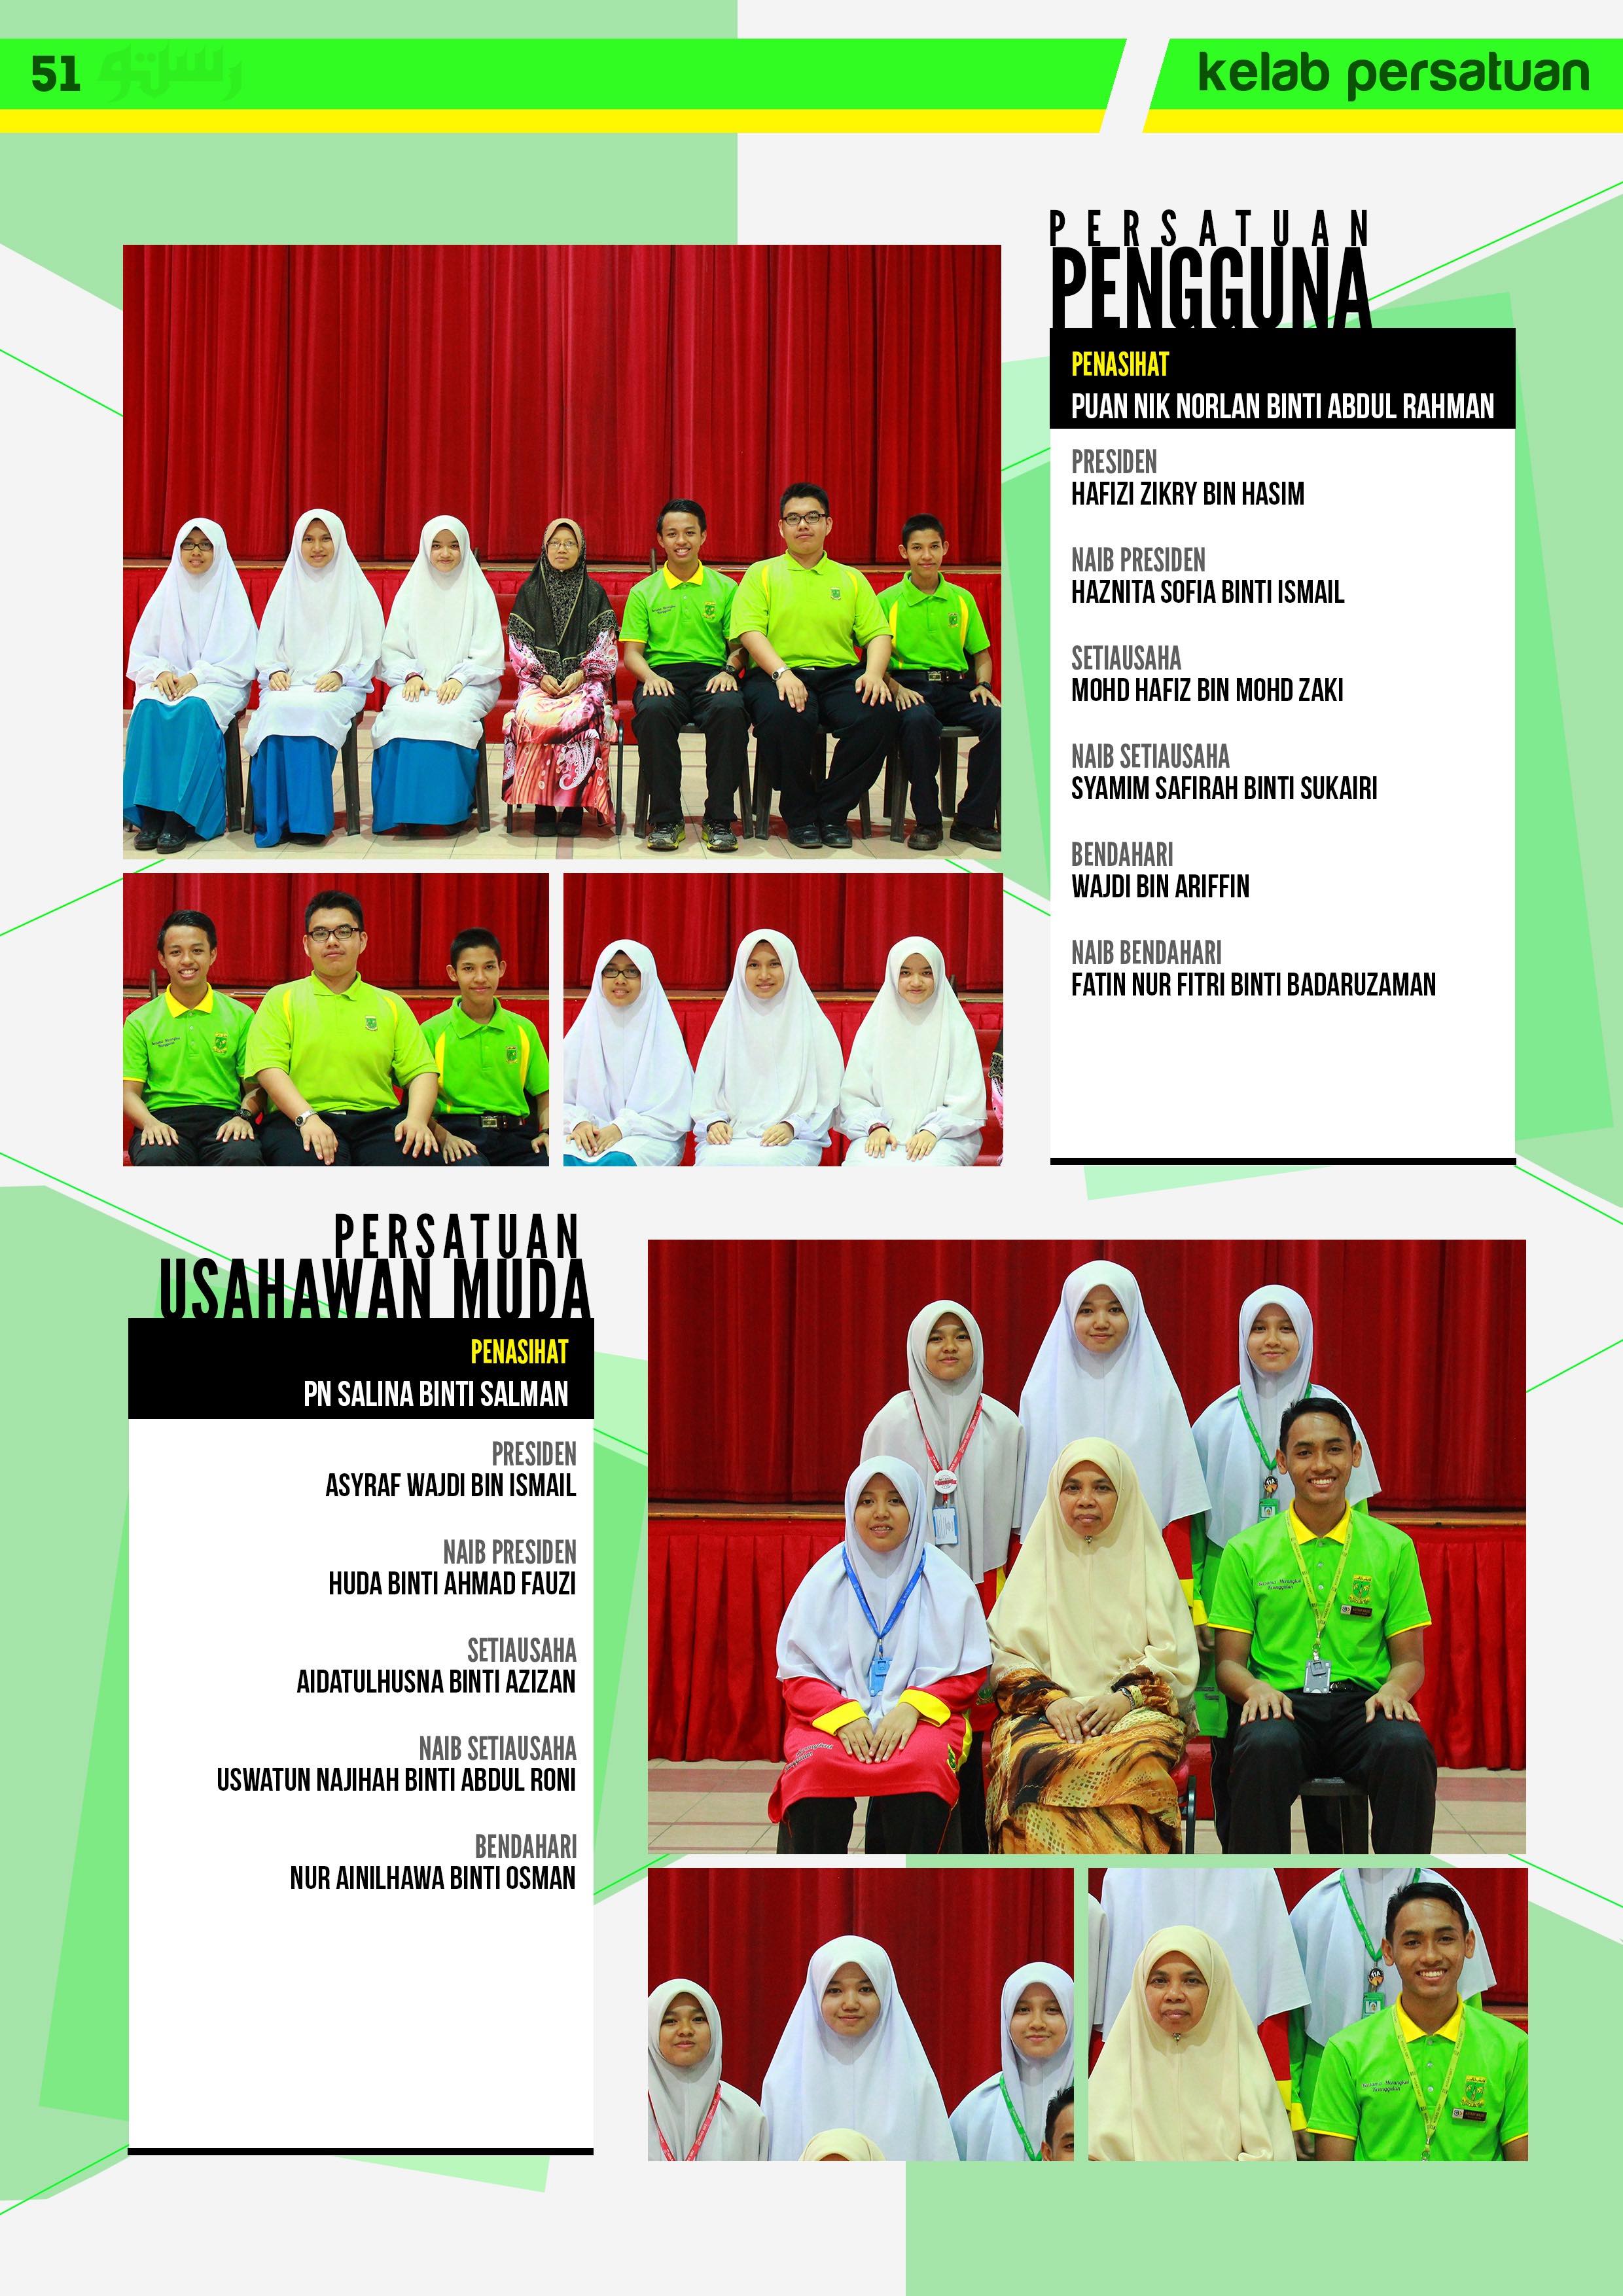 51 رستو
kelab persatuan
PERSATUAN
PENGGUNA
PENASIHAT
PUAN NIK NORLAN BINTI ABDUL RAHMAN
PRESIDEN
HAFIZI ZIKRY BIN HASIM
NAIB PRESIDEN
HAZNITA SOFIA BINTI ISMAIL
SETIAUSAHA
MOHD HAFIZ BIN MOHD ZAKI
NAIB SETIAUSAHA
SYAMIM SAFIRAH BINTI SUKAIRI
BENDAHARI
WAJDI BIN ARIFFIN
NAIB BENDAHARI
FATIN NUR FITRI BINTI BADARUZAMAN
PERSATUAN
USAHAWAN MUDA
PENASIHAT
PN SALINA BINTI SALMAN
PRESIDEN
ASYRAF WAJDI BIN ISMAIL
NAIB PRESIDEN
HUDA BINTI AHMAD FAUZI
SETIAUSAHA
AIDATULHUSNA BINTI AZIZAN
NAIB SETIAUSAHA
USWATUN NAJIHAH BINTI ABDUL RONI
BENDAHARI
NUR AINILHAWA BINTI OSMAN